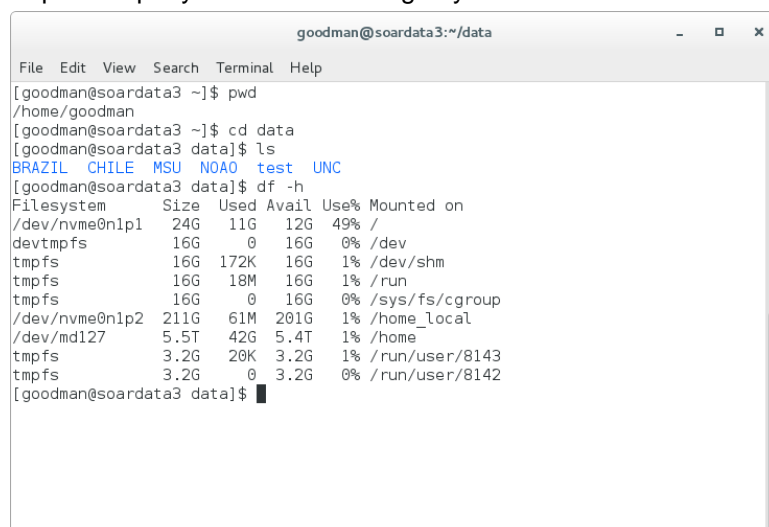 goodman@soardata3:~/data
File Edit View Search Terminal Help
[goodman@soardata3 ~]$ pwd
/home/goodman
[goodman@soardata3 ~]$ cd data
[goodman@soardata3 data]$ ls
BRAZIL CHILE MSU NOAO test UNC
[goodman@soardata3 data]$ df -h
Filesystem Size Used Avail Use% Mounted on
/dev/nvme0n1p1 24G 11G 12G 49% /
devtmpfs 16G 0 16G 0% /dev
tmpfs 16G 172K 16G 1% /dev/shm
tmpfs 16G 18M 16G 1% /run
tmpfs 16G 0 16G 0% /sys/fs/cgroup
/dev/nvme0n1p2 211G 61M 201G 1% /home_local
/dev/md127 5.5T 42G 5.4T 1% /home
tmpfs 3.2G 20K 3.2G 1% /run/user/8143
tmpfs 3.2G 0 3.2G 0% /run/user/8142
[goodman@soardata3 data]$